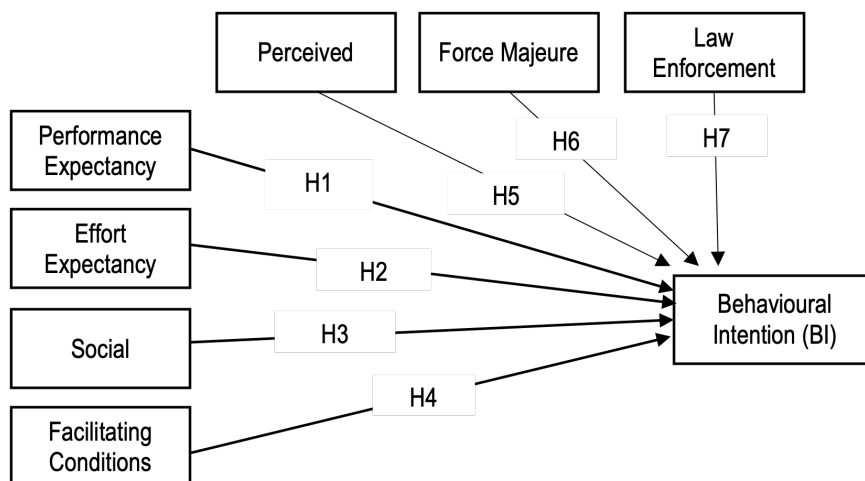 Perceived
Force Majeure
Law
Enforcement
Performance
Expectancy
H1
H5
H6
H7
Effort
Expectancy
H2
Behavioural
Intention (BI)
Social
H3
Facilitating
Conditions
H4